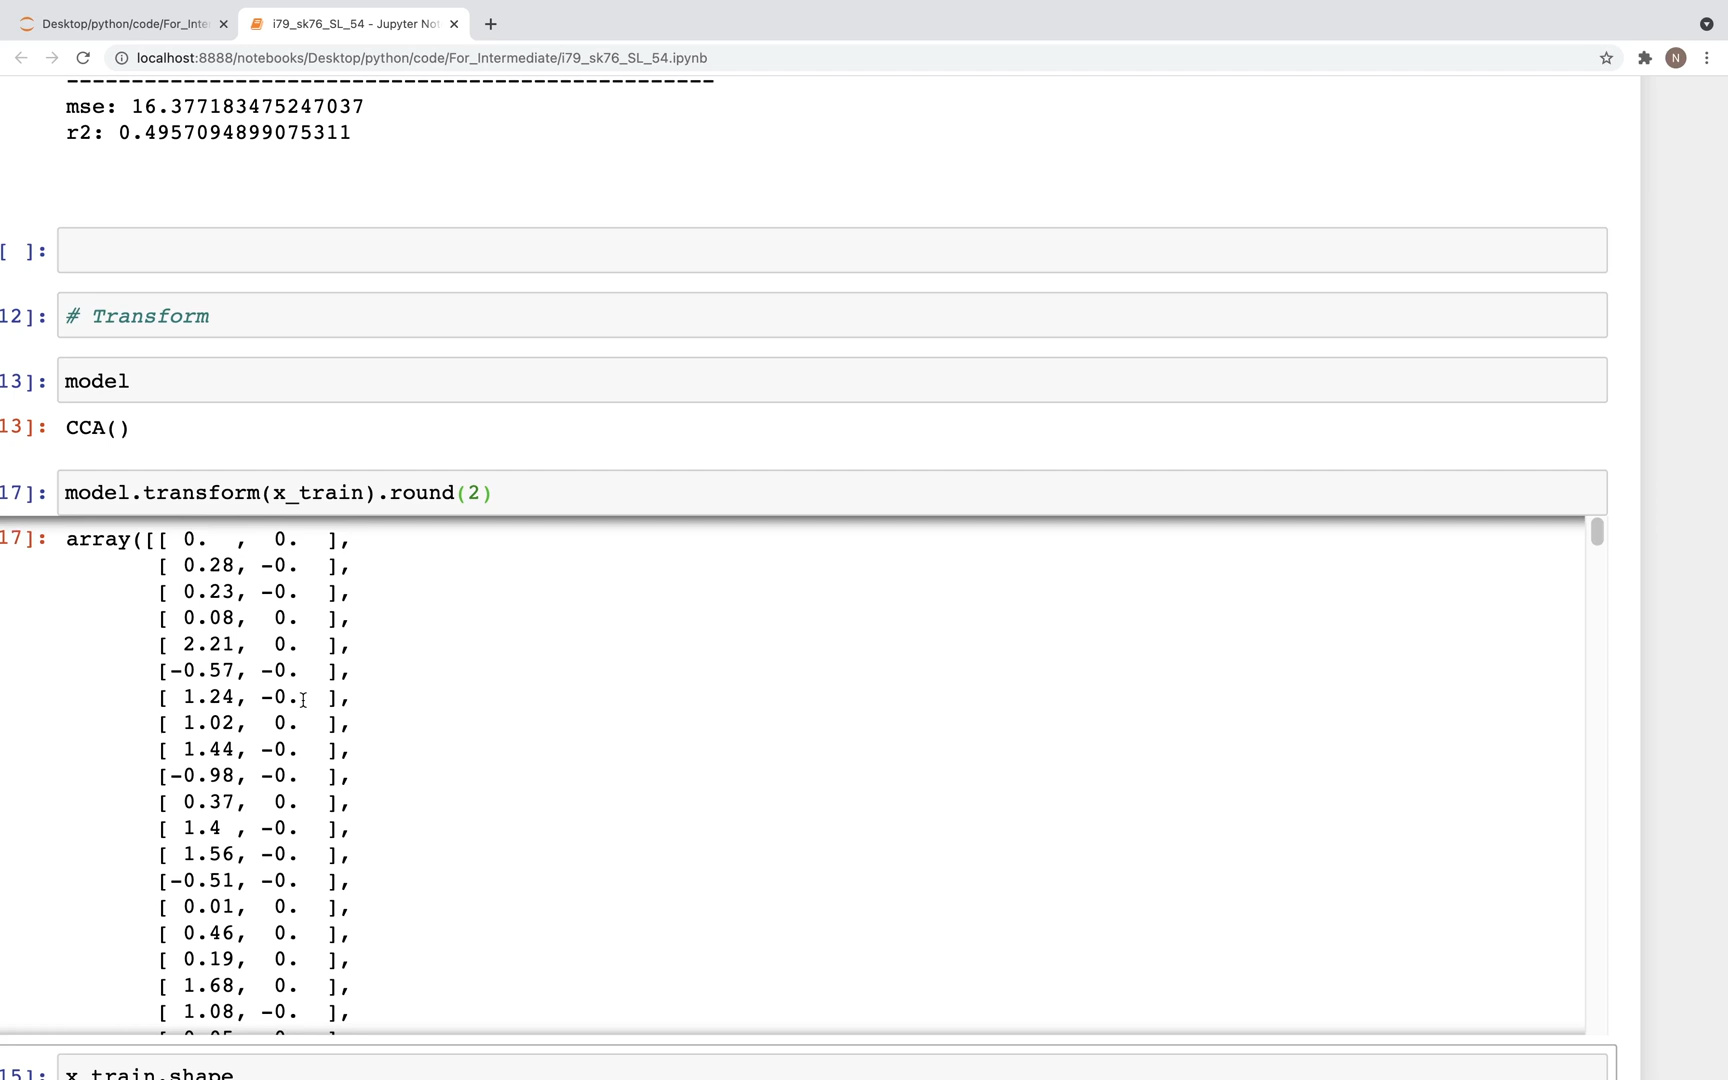 Desktop/python/code/For_Inte
i79_sk76_SL_54 - Jupyter Not
localhost:8888/notebooks/Desktop/python/code/For_Intermediate/i79_sk76_SL_54.ipynb
N
-----------------------------------------------
mse: 16.377183475247037
r2: 0.4957094899075311
[ ]:
12]: # Transform
13]: model
13]: CCA()
17]: model.transform(x_train).round(2)
17]: array([[ 0.  ,  0.  ],
[ 0.28, -0.  ],
[ 0.23, -0.  ],
[ 0.08,  0.  ],
[ 2.21,  0.  ],
[-0.57, -0.  ],
[ 1.24, -0.  ],
[ 1.02,  0.  ],
[ 1.44, -0.  ],
[-0.98, -0.  ],
[ 0.37,  0.  ],
[ 1.4 , -0.  ],
[ 1.56, -0.  ],
[-0.51, -0.  ],
[ 0.01,  0.  ],
[ 0.46,  0.  ],
[ 0.19,  0.  ],
[ 1.68,  0.  ],
[ 1.08, -0.  ],
15]: x_train.shape